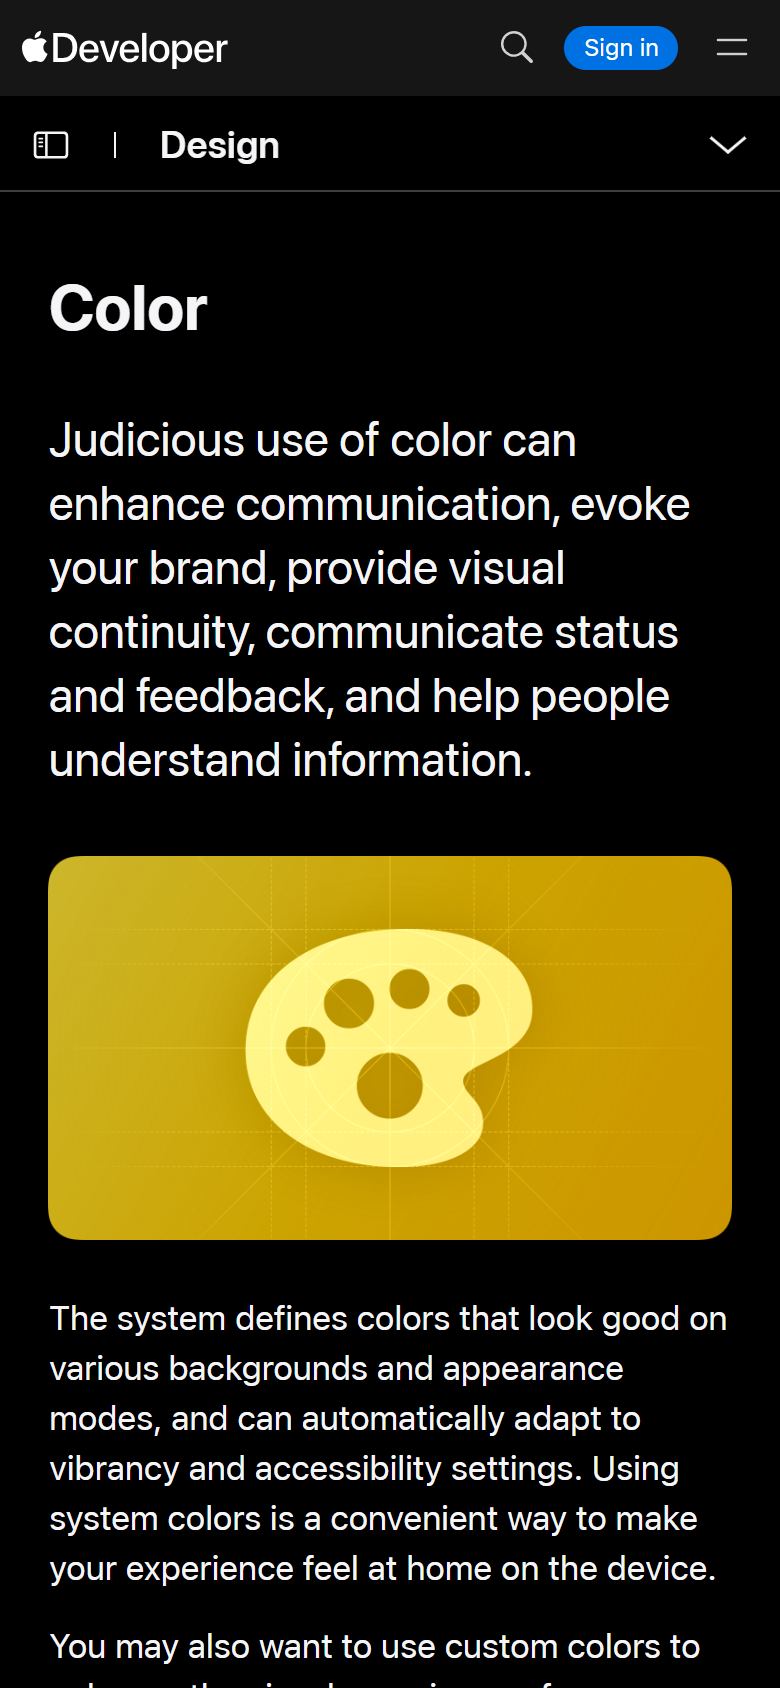 Developer
Sign in
Design
Color
Judicious use of color can
enhance communication, evoke
your brand, provide visual
continuity, communicate status
and feedback, and help people
understand information.
The system defines colors that look good on
various backgrounds and appearance
modes, and can automatically adapt to
vibrancy and accessibility settings. Using
system colors is a convenient way to make
your experience feel at home on the device.
You may also want to use custom colors to